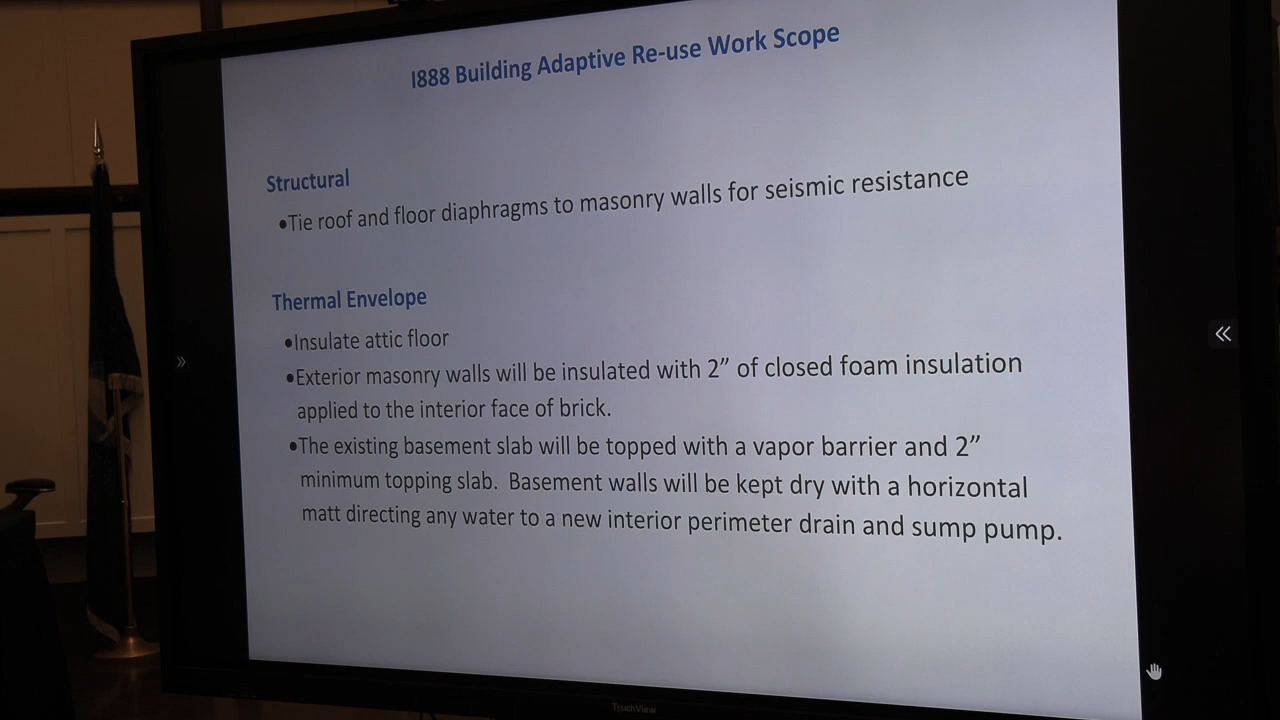 I888 Building Adaptive Re-use Work Scope
Structural
•Tie roof and floor diaphragms to masonry walls for seismic resistance
Thermal Envelope
•Insulate attic floor
•Exterior masonry walls will be insulated with 2” of closed foam insulation
applied to the interior face of brick.
•The existing basement slab will be topped with a vapor barrier and 2”
minimum topping slab. Basement walls will be kept dry with a horizontal
matt directing any water to a new interior perimeter drain and sump pump.
TouchView